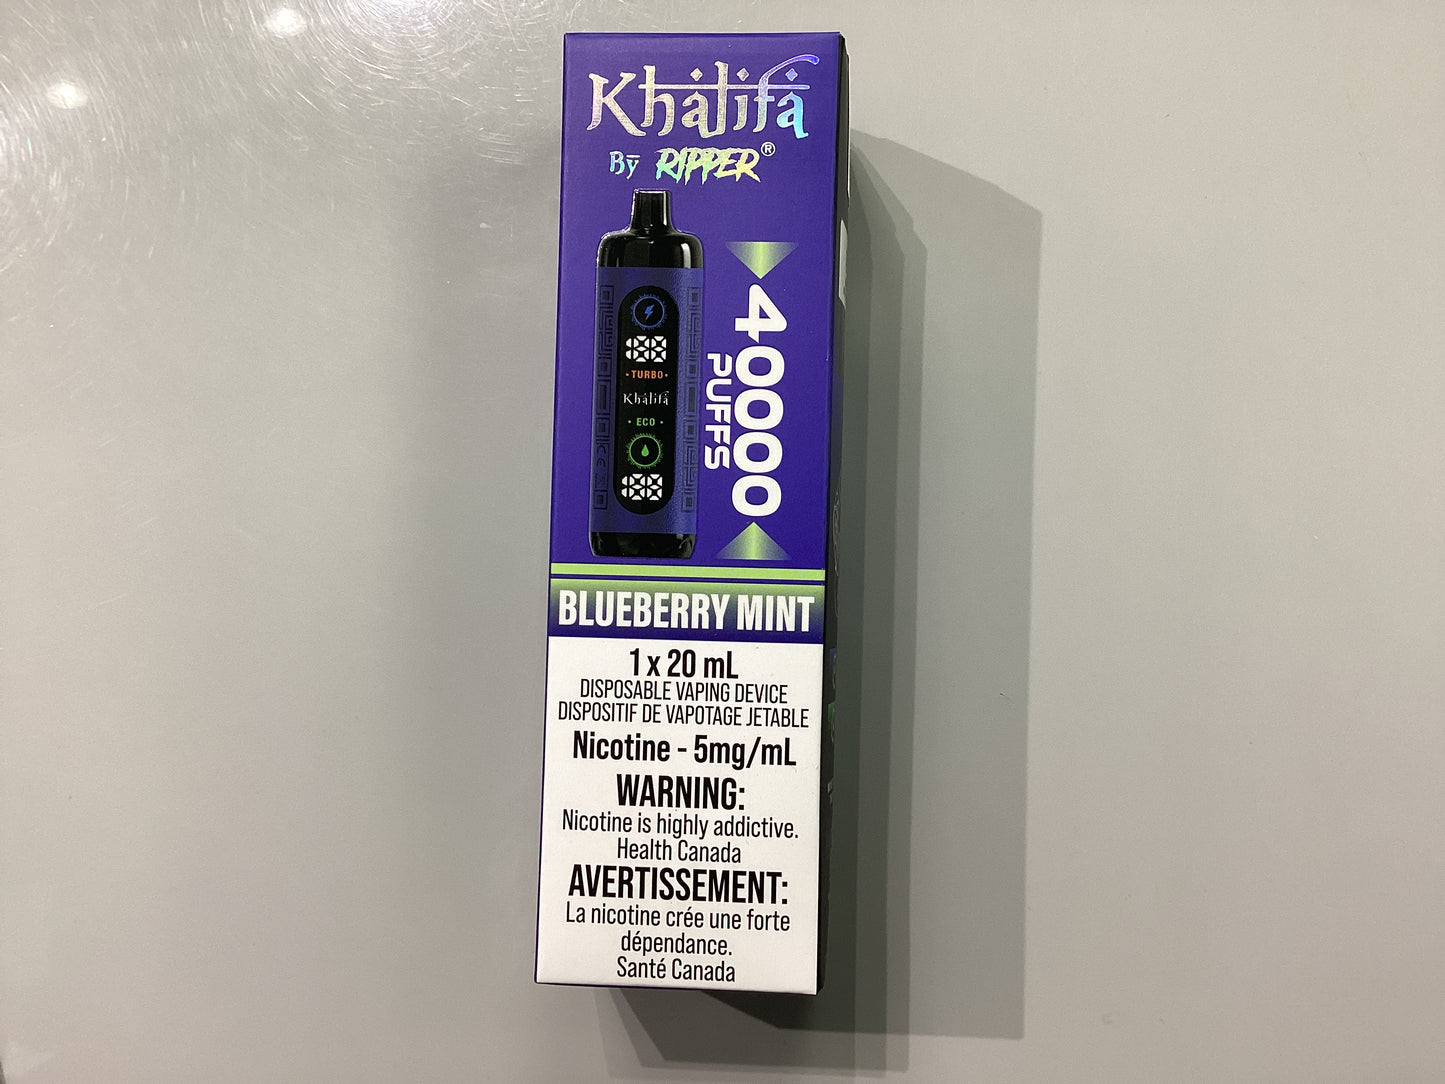 Khalifa
By RIPPER®
TURBO
Khalifa
ECO
40000
PUFFS
BLUEBERRY MINT
1 x 20 mL
DISPOSABLE VAPING DEVICE
DISPOSITIF DE VAPOTAGE JETABLE
Nicotine - 5mg/mL
WARNING:
Nicotine is highly addictive.
Health Canada
AVERTISSEMENT:
La nicotine crée une forte
dépendance.
Santé Canada